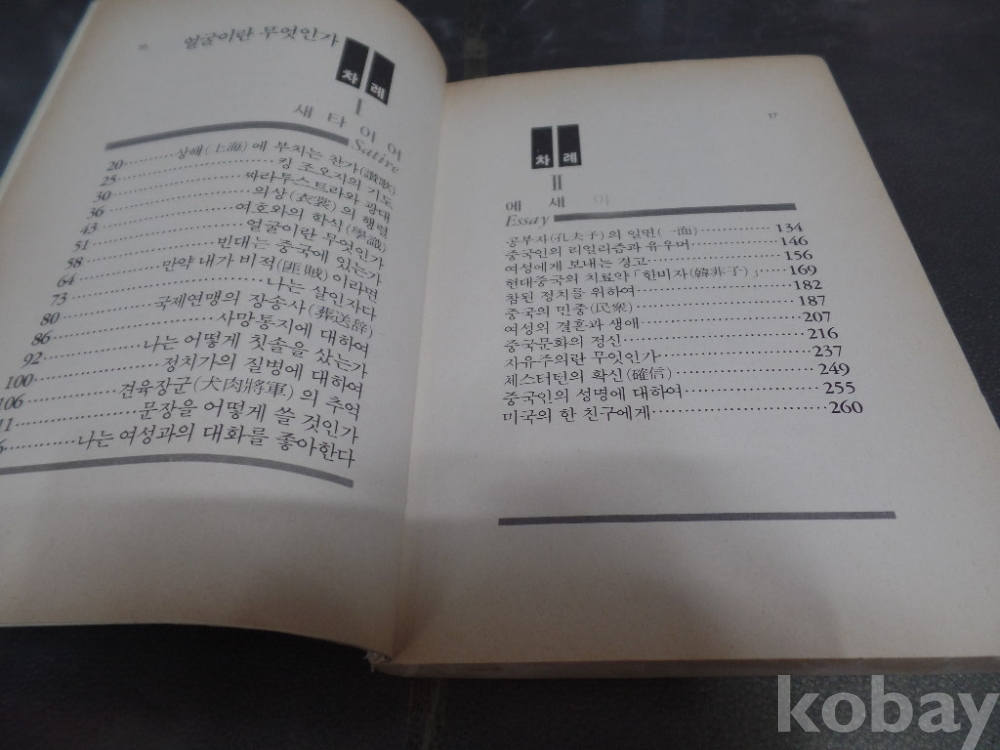 얼굴이란 무엇인가
차 레
I
새 타 이 어
Satire
20 상해(上海)에 부치는 찬가(讚歌)
25 킹 조오지의 기도
30 짜라투스트라와 광대
36 의상(衣裳)의 행렬
43 여호와의 학식(學識)
51 얼굴이란 무엇인가
58 빈대는 중국에 있는가
64 만약 내가 비적(匪賊)이라면
73 나는 살인자다
80 국제연맹의 장송사(葬送辭)
86 사망통지에 대하여
92 나는 어떻게 칫솔을 샀는가
100 정치가의 질병에 대하여
106 견육장군(犬肉將軍)의 추억
11 문장을 어떻게 쓸 것인가
6 나는 여성과의 대화를 좋아한다
17
차 례
II
에 세 이
Essay
공부자(孔夫子)의 일면(一面) 134
중국인의 리얼리즘과 유우머 146
여성에게 보내는 경고 156
현대중국의 치료약 「한비자(韓非子)」 169
참된 정치를 위하여 182
중국의 민중(民衆) 187
여성의 결혼과 생애 207
중국문화의 정신 216
자유주의란 무엇인가 237
체스터턴의 확신(確信) 249
중국인의 성명에 대하여 255
미국의 한 친구에게 260
kobay